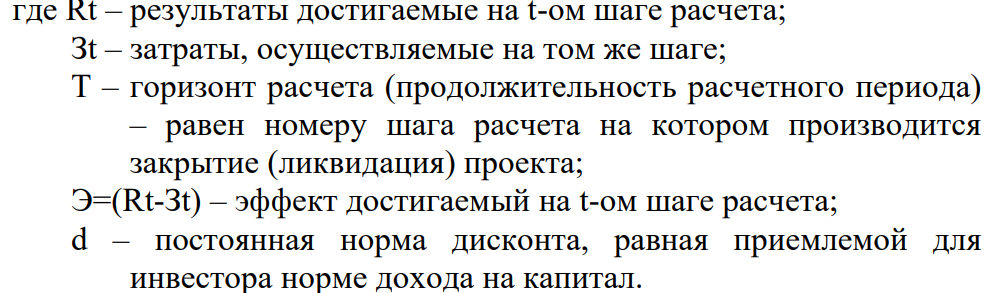 где Rt – результаты достигаемые на t-ом шаге расчета;
Зt – затраты, осуществляемые на том же шаге;
Т – горизонт расчета (продолжительность расчетного периода)
– равен номеру шага расчета на котором производится
закрытие (ликвидация) проекта;
Э=(Rt-Зt) – эффект достигаемый на t-ом шаге расчета;
d – постоянная норма дисконта, равная приемлемой для
инвестора норме дохода на капитал.